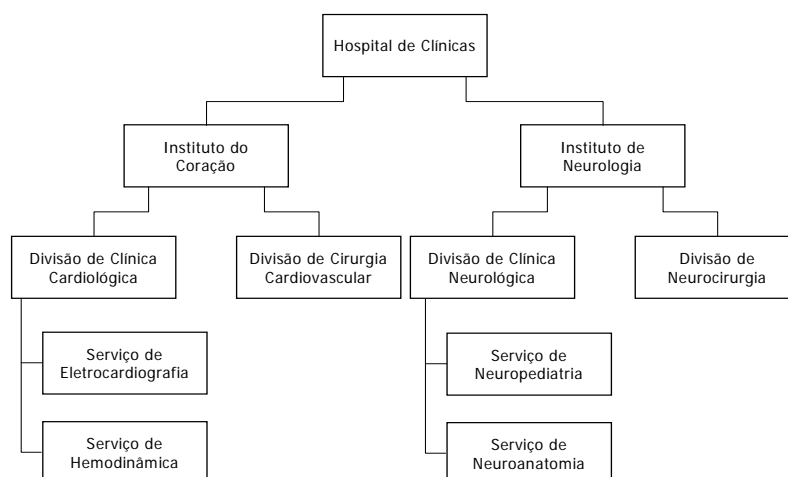 Hospital de Clínicas
Instituto do
Coração
Instituto de
Neurologia
Divisão de Clínica
Cardiológica
Divisão de Cirurgia
Cardiovascular
Divisão de Clínica
Neurológica
Divisão de
Neurocirurgia
Serviço de
Eletrocardiografia
Serviço de
Neuropediatria
Serviço de
Hemodinâmica
Serviço de
Neuroanatomia